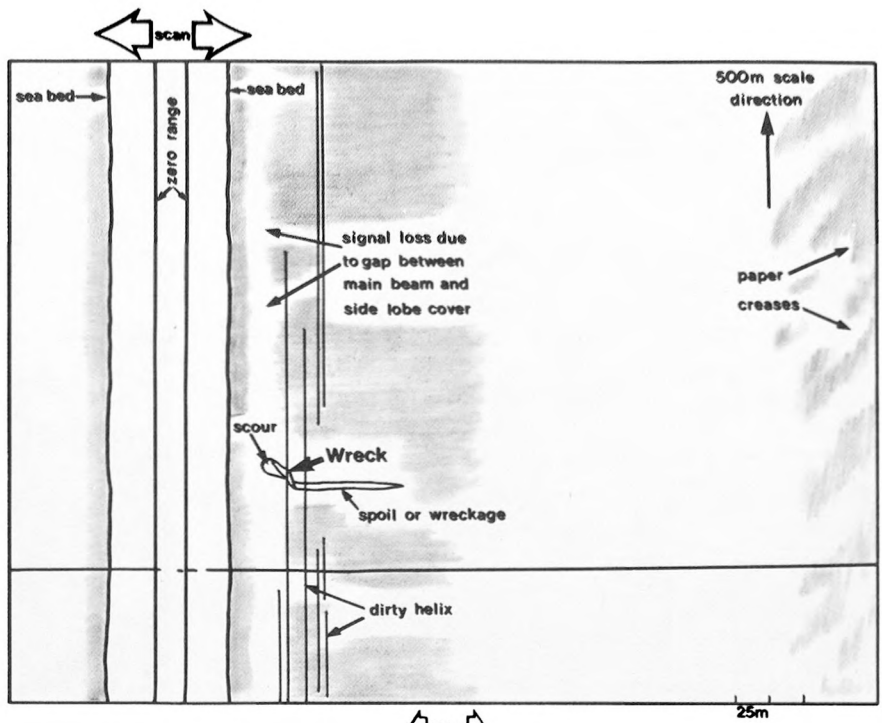 scan
sea bed
sea bed
zero range
500m scale
direction
signal loss due
to gap between
main beam and
side lobe cover
paper
creases
scour
Wreck
spoil or wreckage
dirty helix
25m